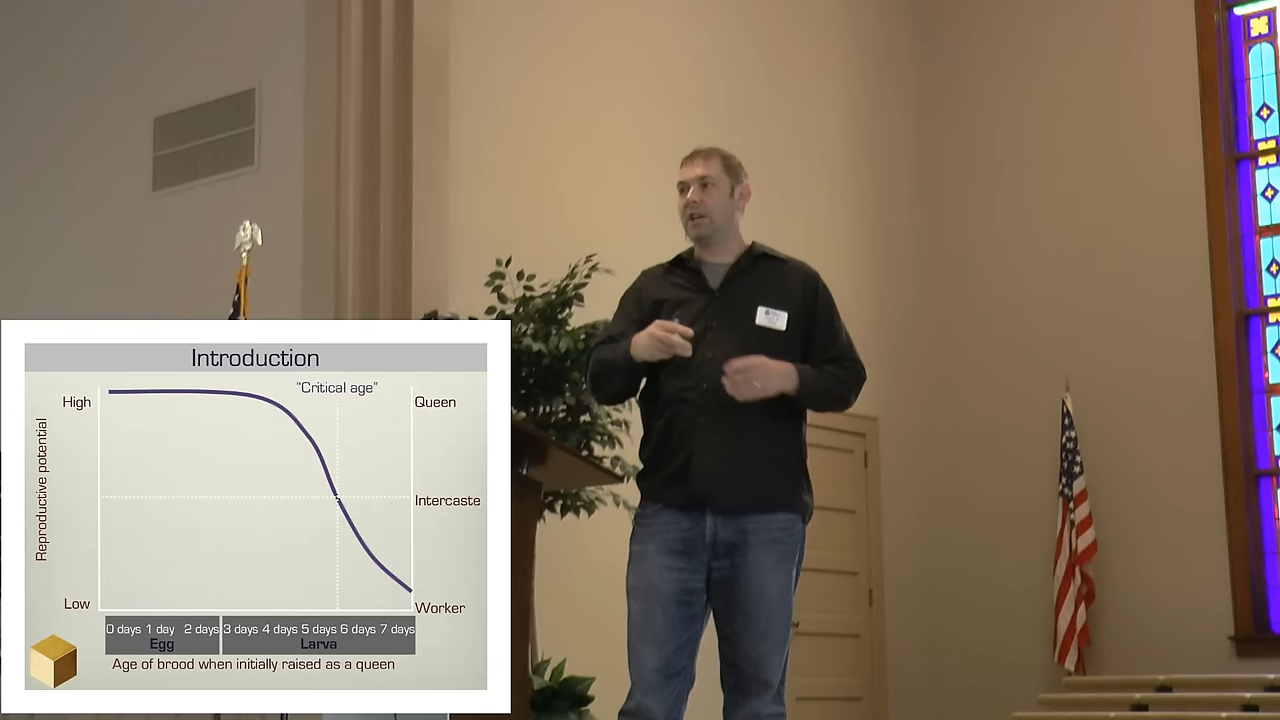 Introduction
"Critical age"
High
Queen
Reproductive potential
Intercaste
Low
Worker
0 days 1 day 2 days 3 days 4 days 5 days 6 days 7 days
Egg Larva
Age of brood when initially raised as a queen